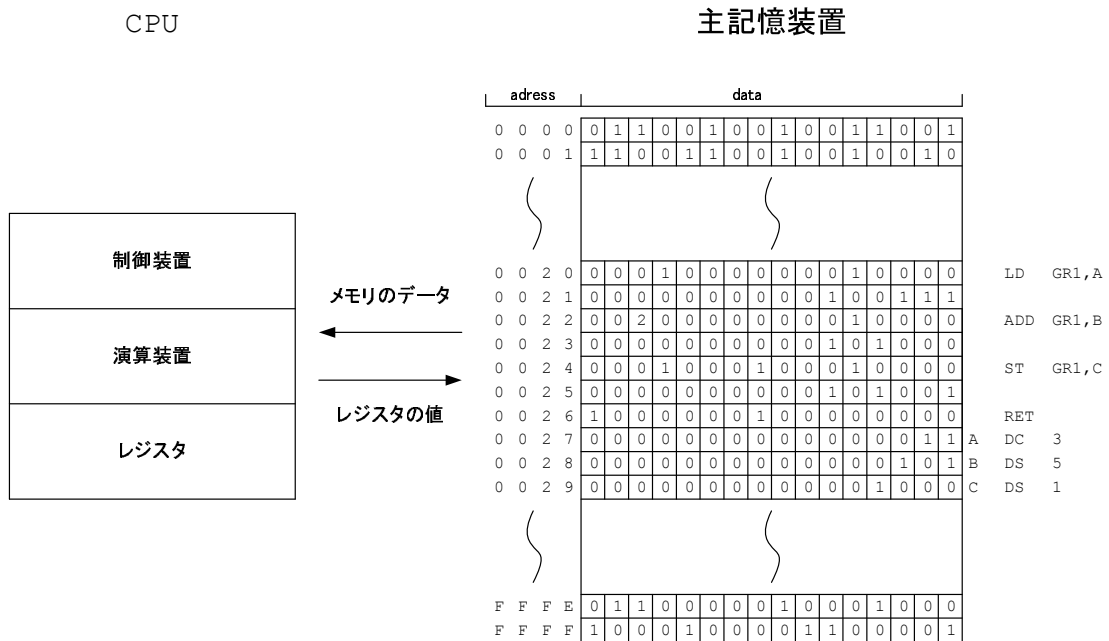 CPU
主記憶装置
adress data
0 0 0 0 0 1 1 0 0 1 0 0 1 0 0 1 1 0 0 1
0 0 0 1 1 1 0 0 1 1 0 0 1 0 0 1 0 0 1 0
制御装置
演算装置
レジスタ
メモリのデータ
レジスタの値
0 0 2 0 0 0 0 1 0 0 0 0 0 0 0 1 0 0 0 0 LD GR1,A
0 0 2 1 0 0 0 0 0 0 0 0 0 0 1 0 0 1 1 1
0 0 2 2 0 0 2 0 0 0 0 0 0 0 0 1 0 0 0 0 ADD GR1,B
0 0 2 3 0 0 0 0 0 0 0 0 0 0 1 0 1 0 0 0
0 0 2 4 0 0 0 1 0 0 0 1 0 0 0 1 0 0 0 0 ST GR1,C
0 0 2 5 0 0 0 0 0 0 0 0 0 0 1 0 1 0 0 1
0 0 2 6 1 0 0 0 0 0 0 1 0 0 0 0 0 0 0 0 RET
0 0 2 7 0 0 0 0 0 0 0 0 0 0 0 0 0 0 1 1 A DC 3
0 0 2 8 0 0 0 0 0 0 0 0 0 0 0 0 0 1 0 1 B DS 5
0 0 2 9 0 0 0 0 0 0 0 0 0 0 0 0 1 0 0 0 C DS 1
F F F E 0 1 1 0 0 0 0 0 1 0 0 0 1 0 0 0
F F F F 1 0 0 0 1 0 0 0 0 1 1 0 0 0 0 1